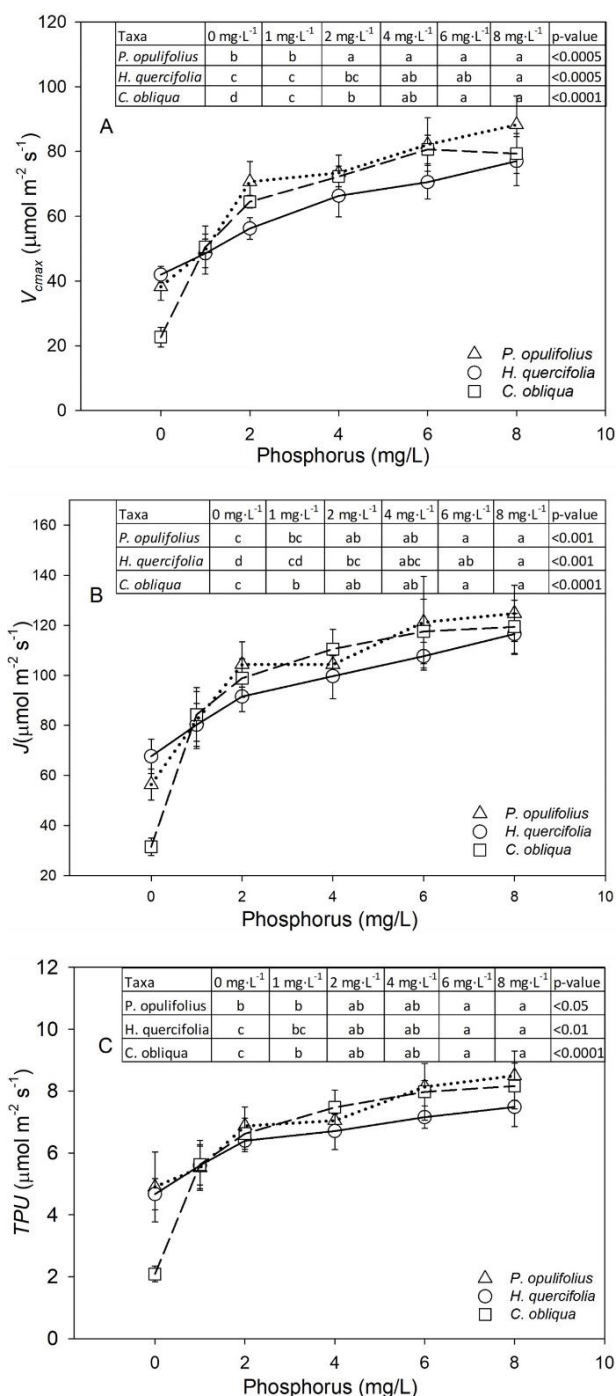 Taxa 0 mg·L⁻¹ 1 mg·L⁻¹ 2 mg·L⁻¹ 4 mg·L⁻¹ 6 mg·L⁻¹ 8 mg·L⁻¹ p-value
P. opulifolius b b a a a a <0.0005
H. quercifolia c c bc ab ab a <0.0005
C. obliqua d c b ab a a <0.0001
A
120
100
80
60
40
20
0
V_cmax (μmol m⁻² s⁻¹)
P. opulifolius
H. quercifolia
C. obliqua
0 2 4 6 8 10
Phosphorus (mg/L)
Taxa 0 mg·L⁻¹ 1 mg·L⁻¹ 2 mg·L⁻¹ 4 mg·L⁻¹ 6 mg·L⁻¹ 8 mg·L⁻¹ p-value
P. opulifolius c bc ab ab a a <0.001
H. quercifolia d cd bc abc ab a <0.001
C. obliqua c b ab ab a a <0.0001
B
160
140
120
100
80
60
40
20
J(μmol m⁻² s⁻¹)
P. opulifolius
H. quercifolia
C. obliqua
0 2 4 6 8 10
Phosphorus (mg/L)
Taxa 0 mg·L⁻¹ 1 mg·L⁻¹ 2 mg·L⁻¹ 4 mg·L⁻¹ 6 mg·L⁻¹ 8 mg·L⁻¹ p-value
P. opulifolius b b ab ab a a <0.05
H. quercifolia c bc ab ab a a <0.01
C. obliqua c b ab ab a a <0.0001
C
12
10
8
6
4
2
0
TPU (μmol m⁻² s⁻¹)
P. opulifolius
H. quercifolia
C. obliqua
0 2 4 6 8 10
Phosphorus (mg/L)